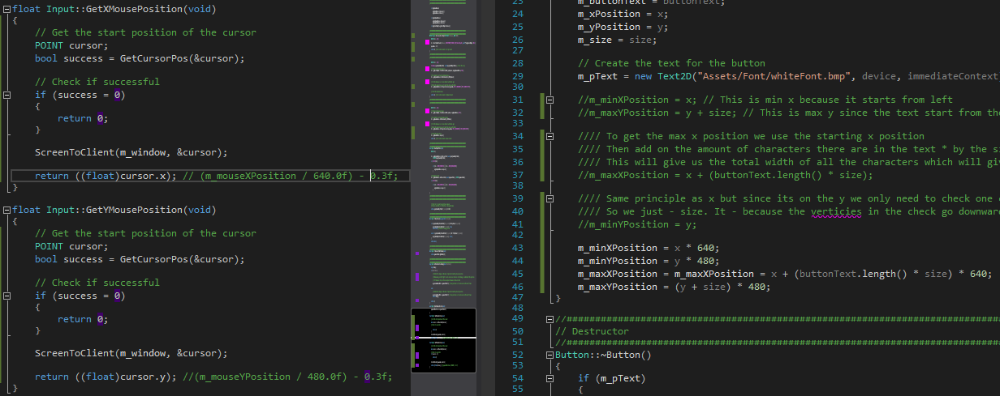 float Input::GetXMousePosition(void)
{
// Get the start position of the cursor
POINT cursor;
bool success = GetCursorPos(&cursor);
// Check if successful
if (success = 0)
{
return 0;
}
ScreenToClient(m_window, &cursor);
return ((float)cursor.x); // (m_mouseXPosition / 640.0f) - 0.3f;
}
float Input::GetYMousePosition(void)
{
// Get the start position of the cursor
POINT cursor;
bool success = GetCursorPos(&cursor);
// Check if successful
if (success = 0)
{
return 0;
}
ScreenToClient(m_window, &cursor);
return ((float)cursor.y); //(m_mouseYPosition / 480.0f) - 0.3f;
}
23 m_buttonText = buttonText;
24 m_xPosition = x;
25 m_yPosition = y;
26 m_size = size;
27
28 // Create the text for the button
29 m_pText = new Text2D("Assets/Font/whiteFont.bmp", device, immediateContext
30
31 //m_minXPosition = x; // This is min x because it starts from left
32 //m_maxYPosition = y + size; // This is max y since the text start from the
33
34 //// To get the max x position we use the starting x position
35 //// Then add on the amount of characters there are in the text * by the si
36 //// This will give us the total width of all the characters which will giv
37 //m_maxXPosition = x + (buttonText.length() * size);
38
39 //// Same principle as x but since its on the y we only need to check one
40 //// So we just - size. It - because the verticies in the check go downwar
41 //m_minYPosition = y;
42
43 m_minXPosition = x * 640;
44 m_minYPosition = y * 480;
45 m_maxXPosition = m_maxXPosition = x + (buttonText.length() * size) * 640;
46 m_maxYPosition = (y + size) * 480;
47 }
48
49 //################################################################################
50 // Destructor
51 //################################################################################
52 Button::~Button()
53 {
54 if (m_pText)
55 {